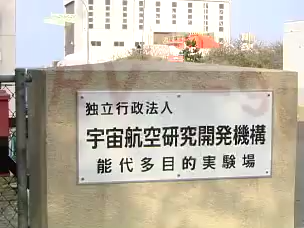 独立行政法人
宇宙航空研究開発機構
能代多目的実験場